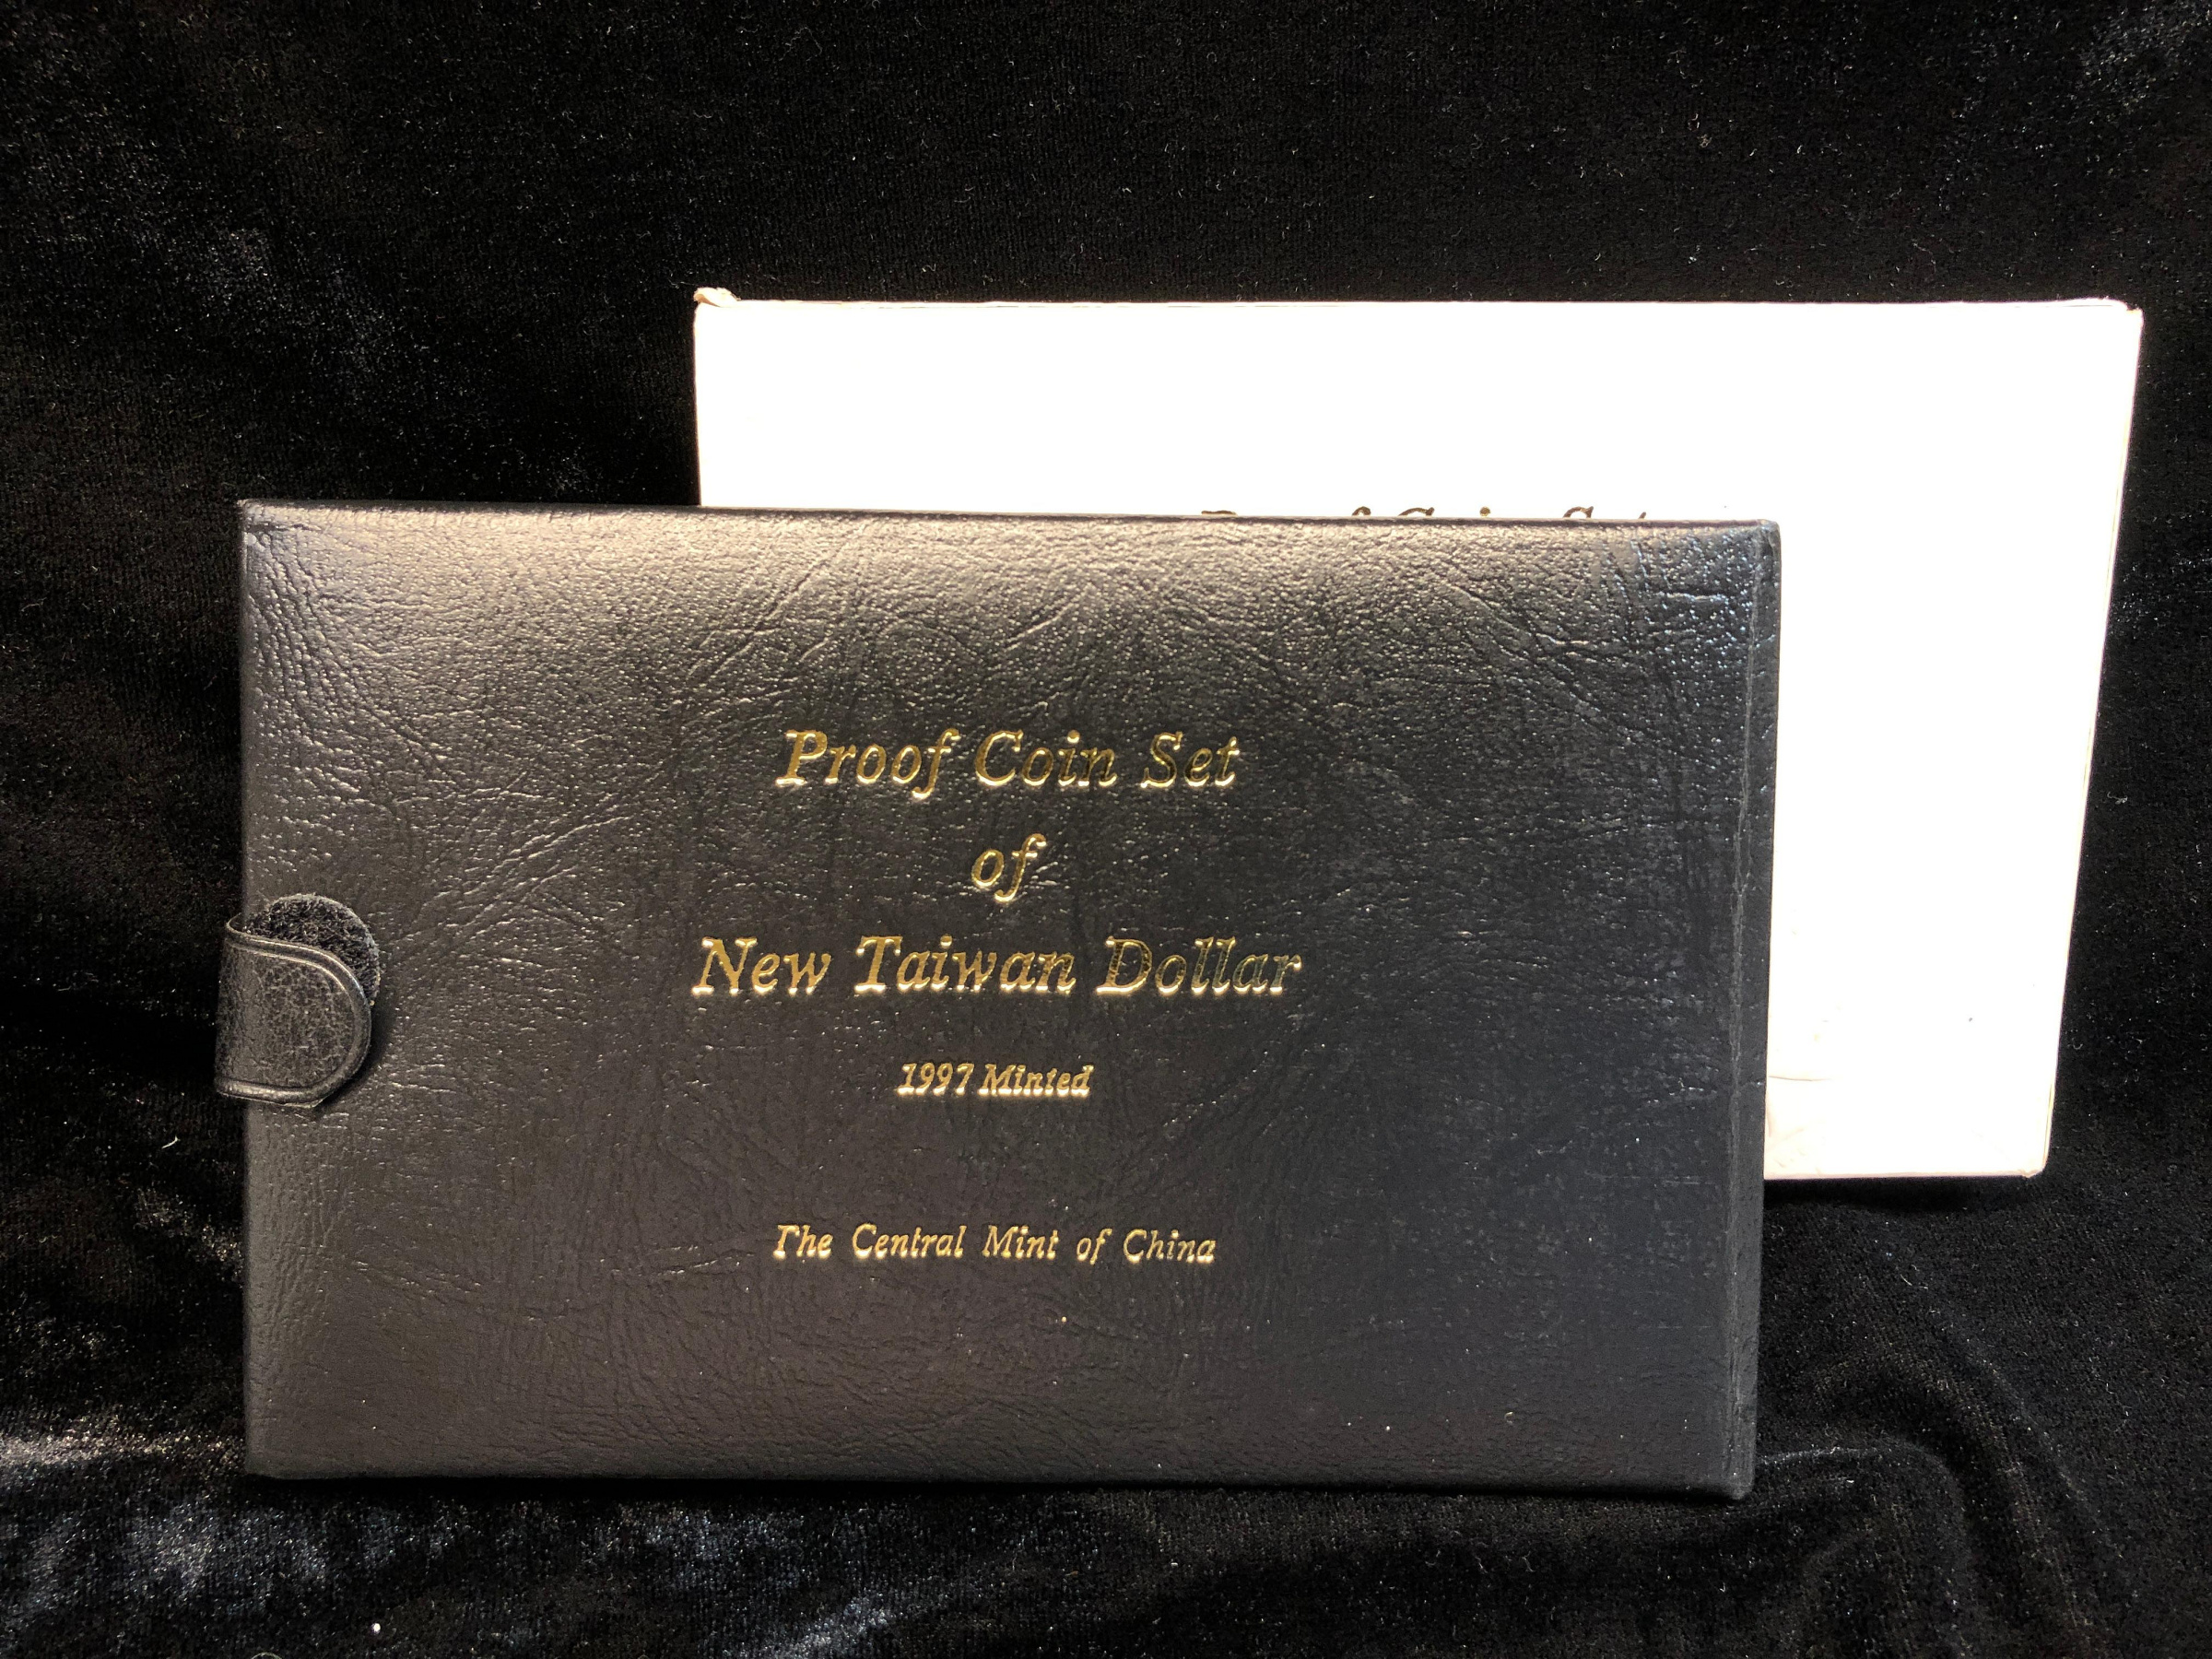 Proof Coin Set
of
New Taiwan Dollar
1997 Minted
The Central Mint of China